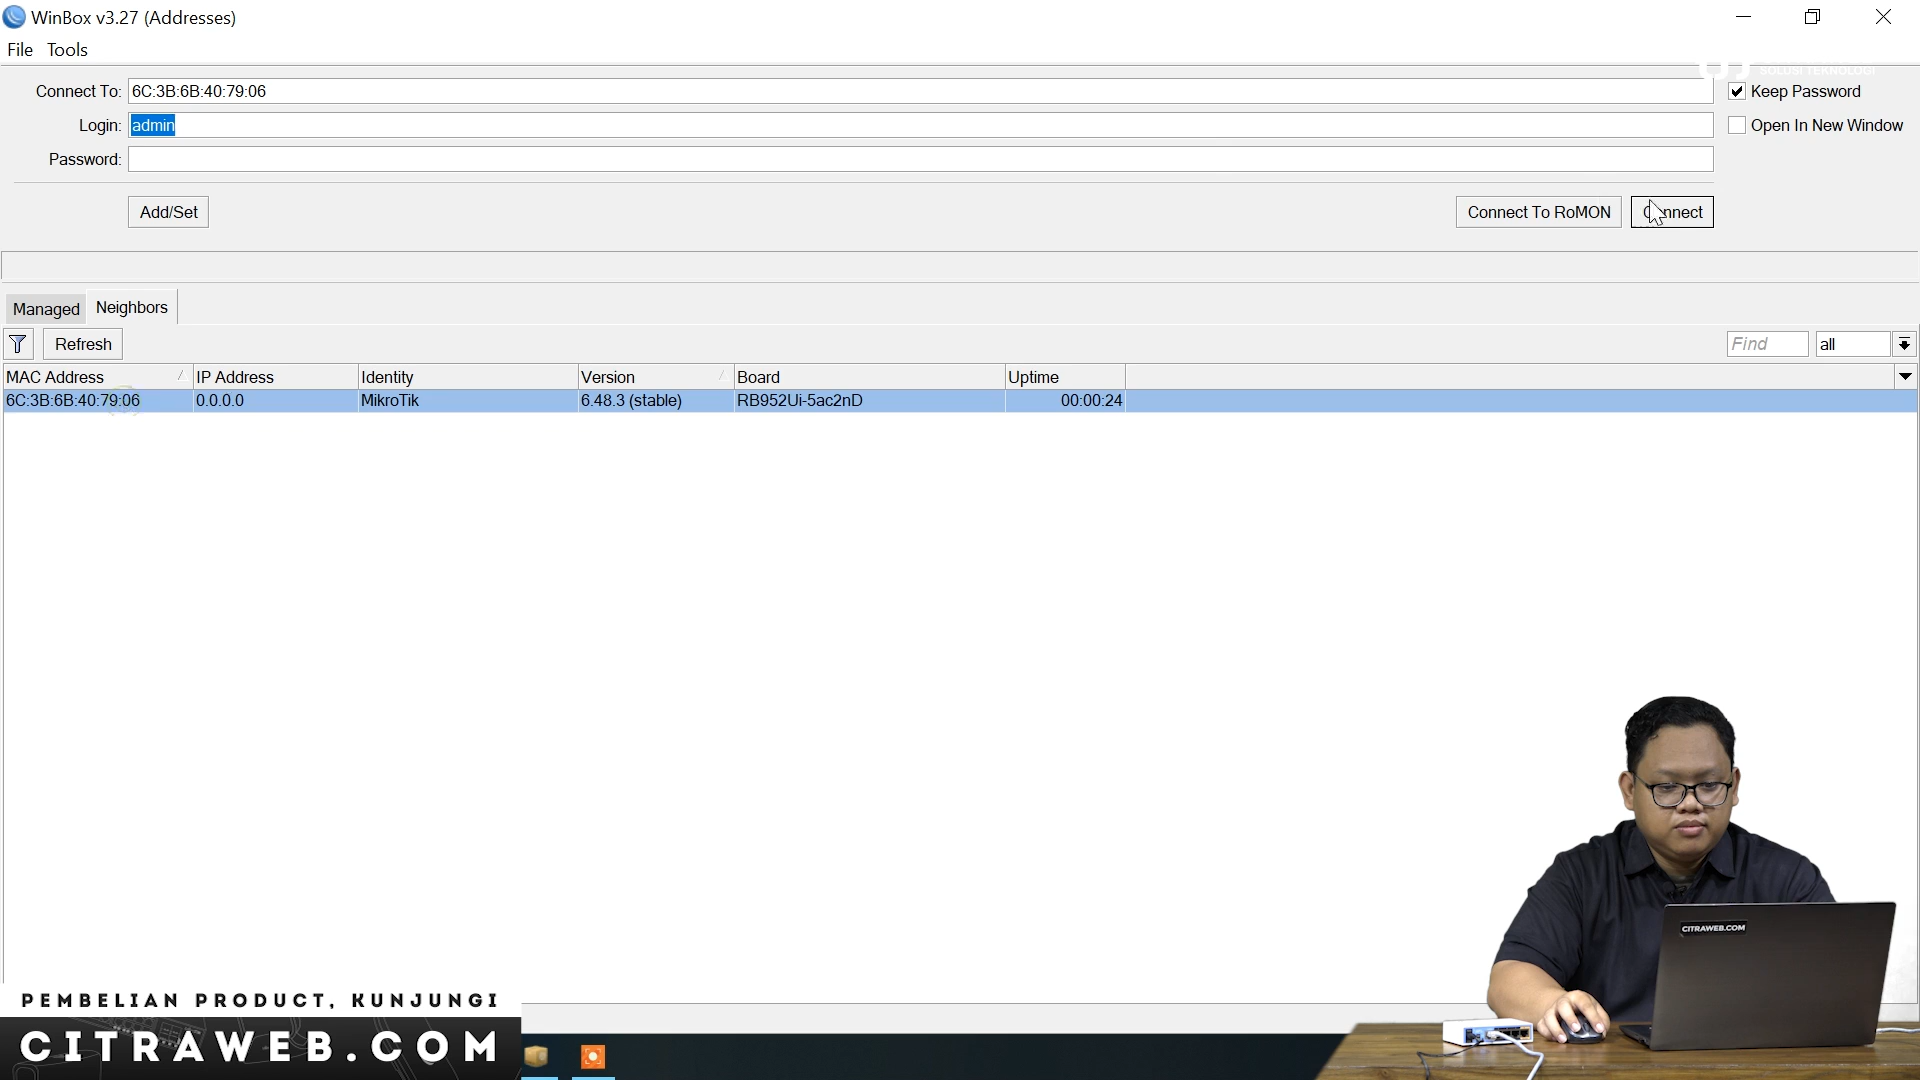 WinBox v3.27 (Addresses)
File Tools
SOLUSI TEKNOLOGI
Connect To: 6C:3B:6B:40:79:06
Keep Password
Login: admin
Open In New Window
Password:
Add/Set Connect To RoMON Connect
Managed Neighbors
Refresh Find all
MAC Address IP Address Identity Version Board Uptime
6C:3B:6B:40:79:06 0.0.0.0 MikroTik 6.48.3 (stable) RB952Ui-5ac2nD 00:00:24
CITRAWEB.COM
PEMBELIAN PRODUCT, KUNJUNGI
CITRAWEB.COM